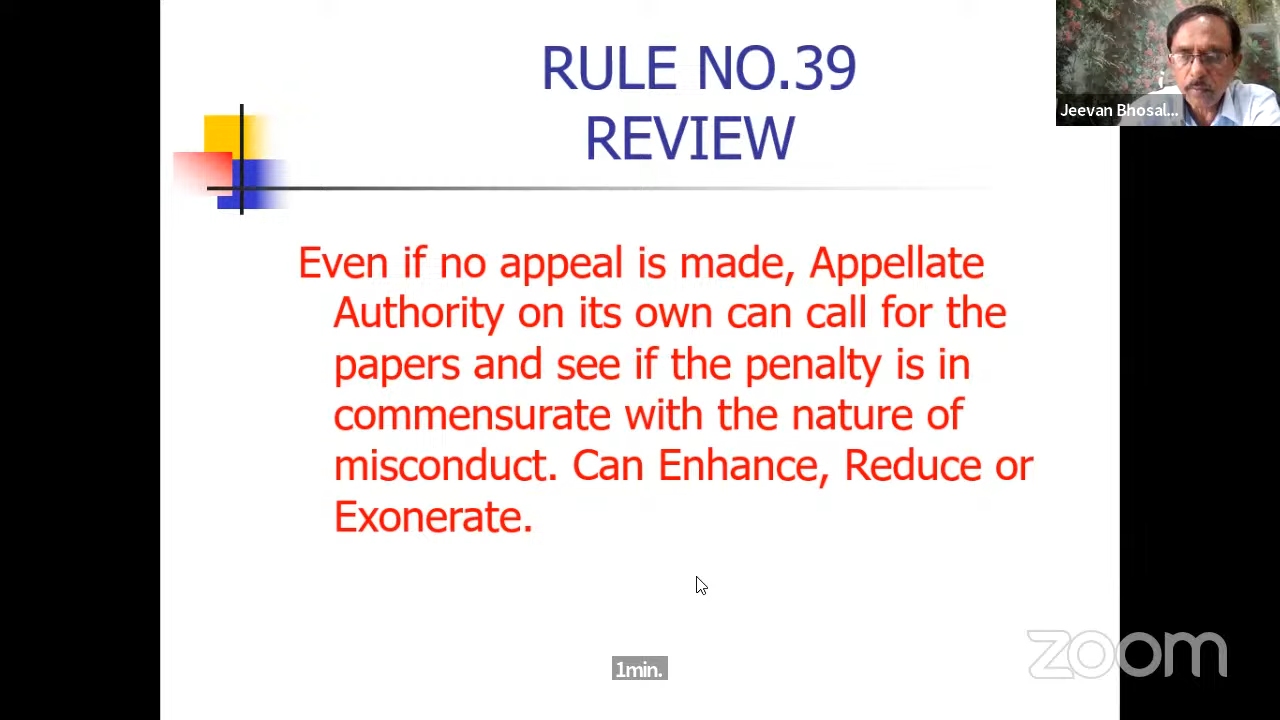 RULE NO.39
REVIEW
Jeevan Bhosal...
Even if no appeal is made, Appellate
Authority on its own can call for the
papers and see if the penalty is in
commensurate with the nature of
misconduct. Can Enhance, Reduce or
Exonerate.
zoom
1min.